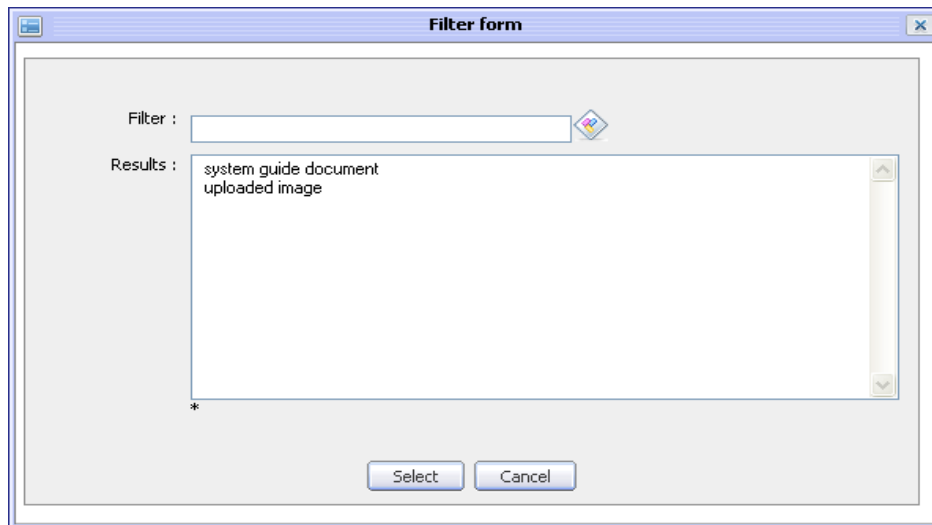 Filter form
Filter :
Results :
system guide document
uploaded image
*
Select
Cancel